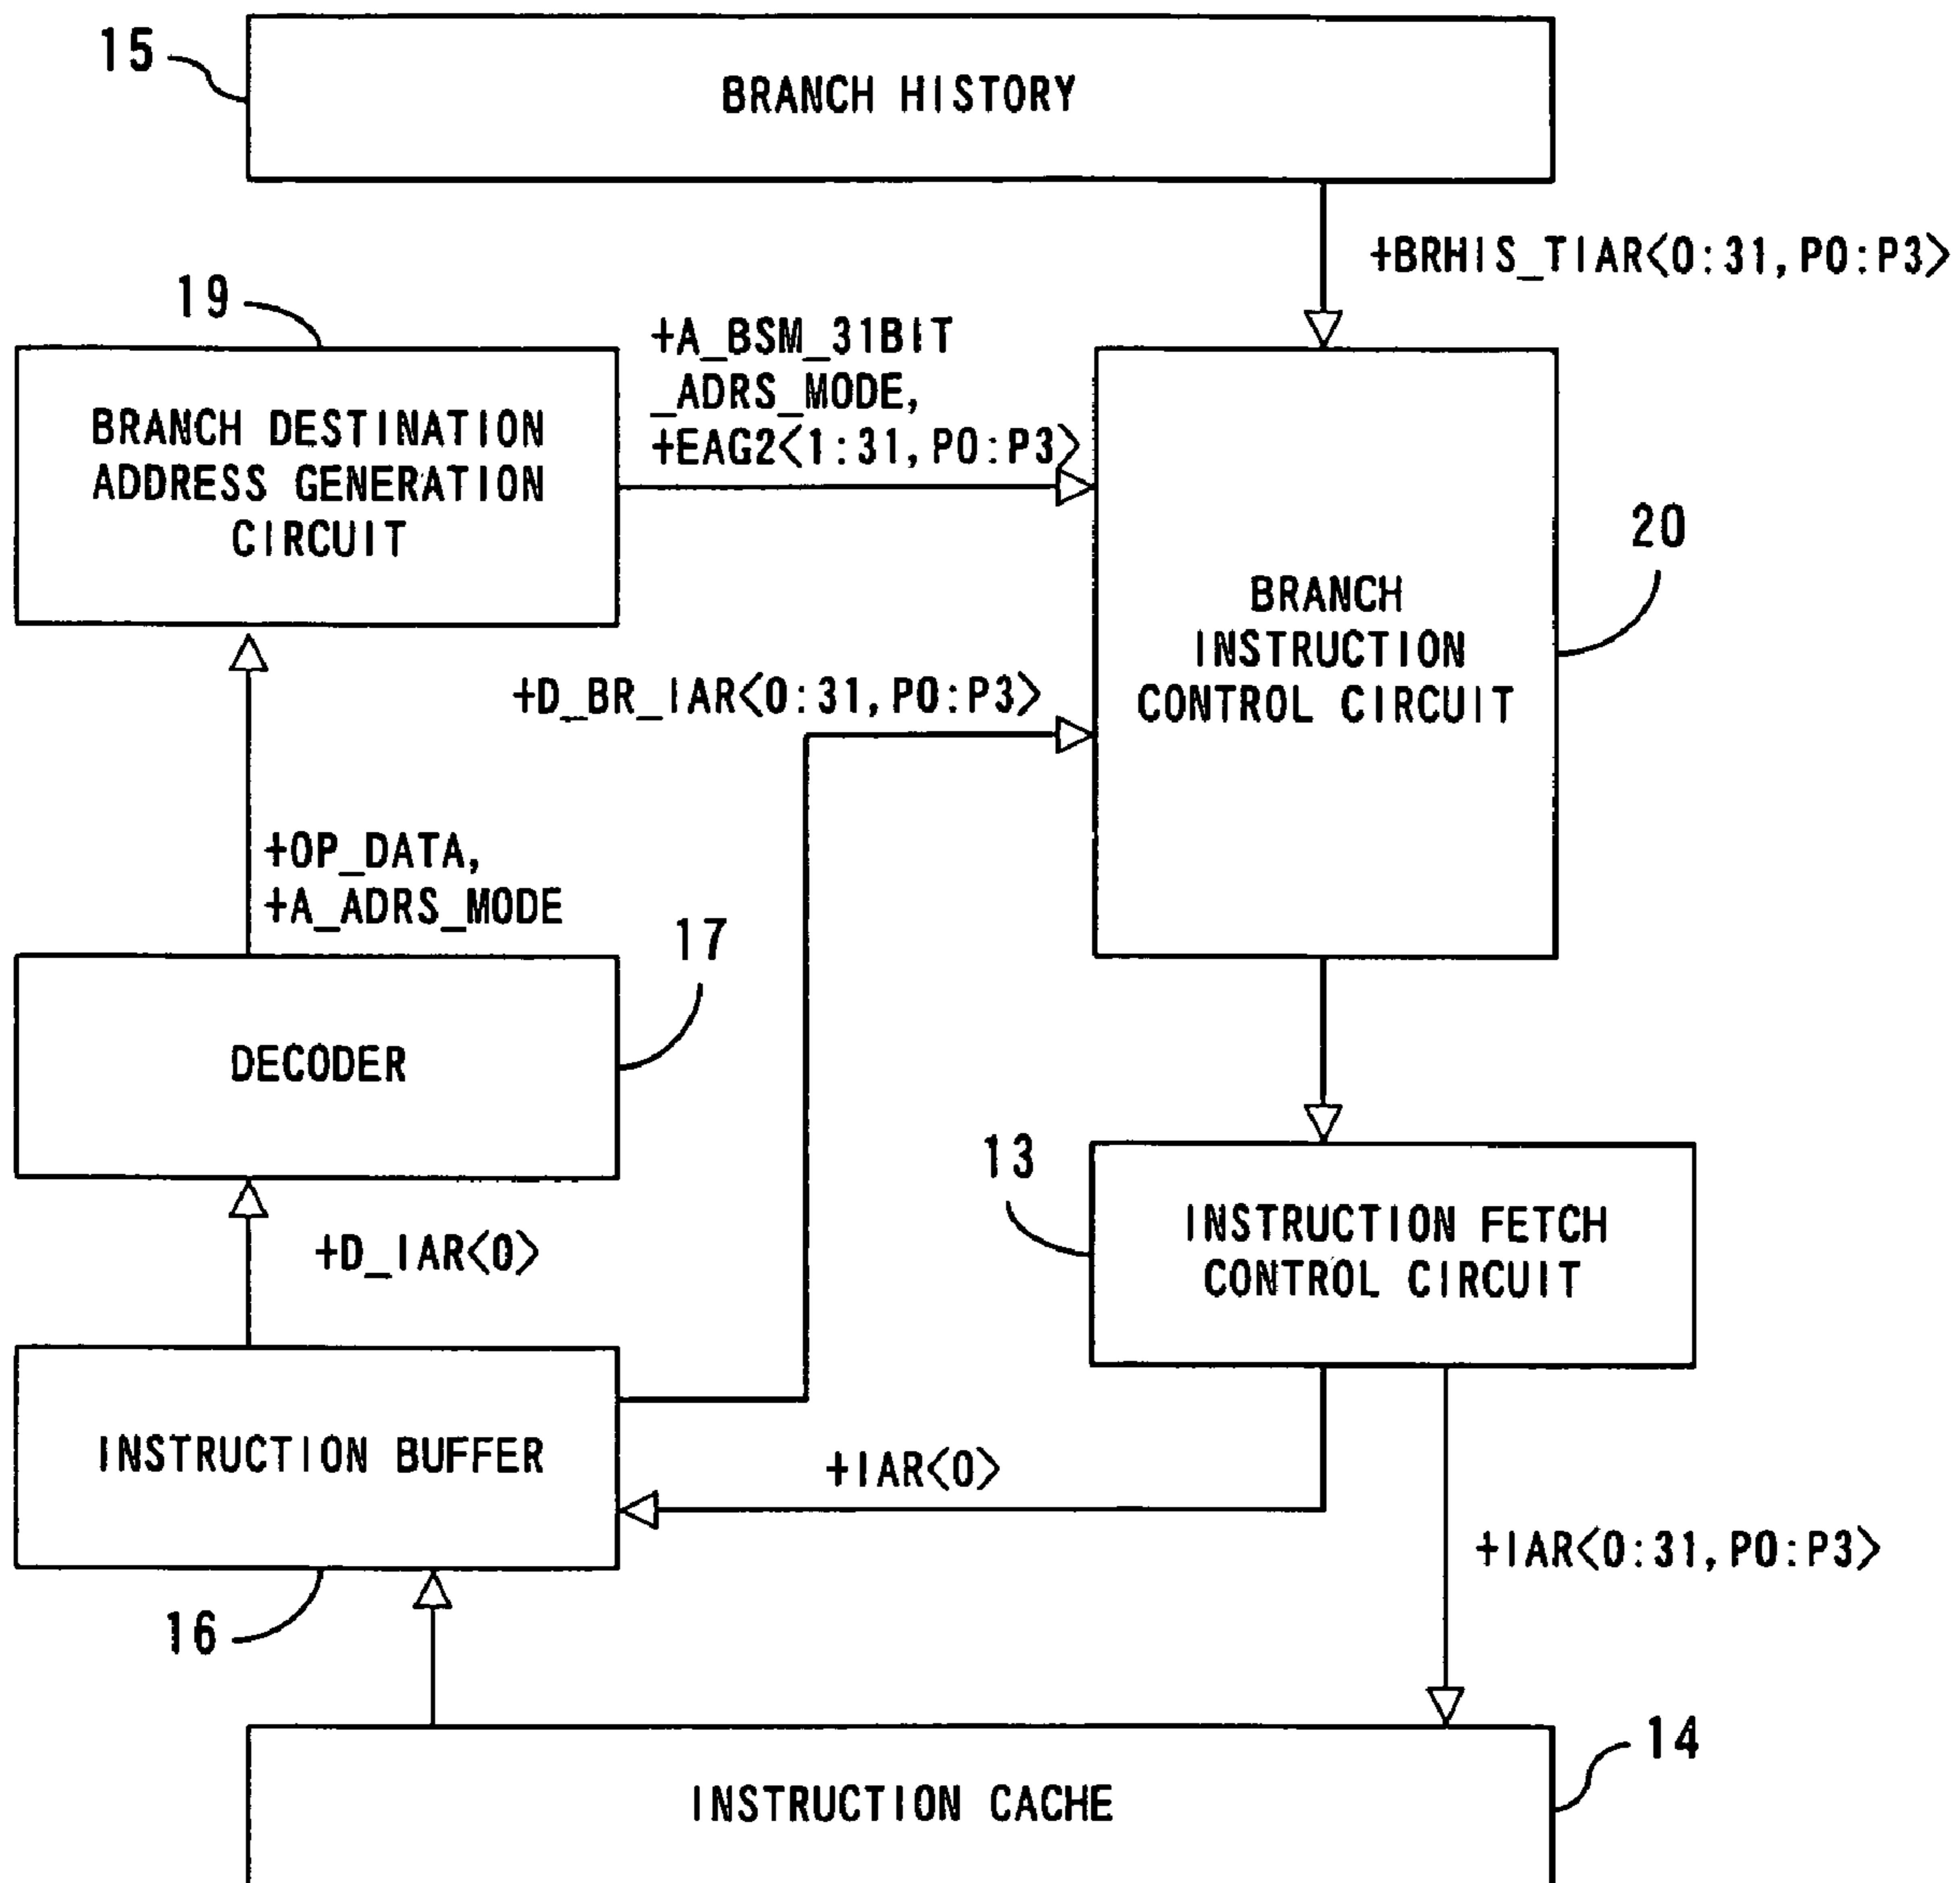 15
BRANCH HISTORY
+BRHIS_TIAR<0:31, P0:P3>
19
+A_BSM_31BIT
_ADRS_MODE,
+EAG2<1:31, P0:P3>
BRANCH DESTINATION
ADDRESS GENERATION
CIRCUIT
20
BRANCH
INSTRUCTION
CONTROL CIRCUIT
+D_BR_IAR<0:31, P0:P3>
+OP_DATA,
+A_ADRS_MODE
17
DECODER
13
INSTRUCTION FETCH
CONTROL CIRCUIT
+D_IAR<0>
INSTRUCTION BUFFER
+IAR<0>
+IAR<0:31, P0:P3>
16
14
INSTRUCTION CACHE